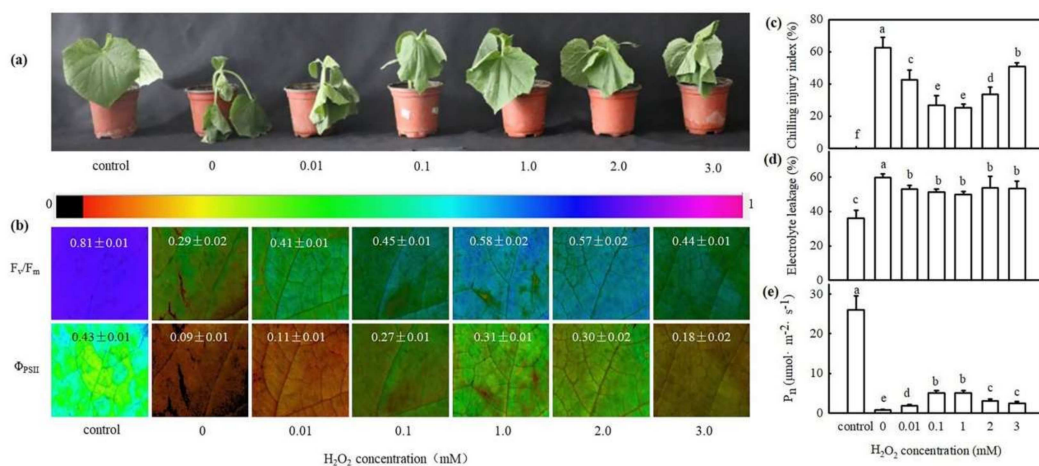 (a)
control 0 0.01 0.1 1.0 2.0 3.0
0 1
(b)
Fv/Fm
0.81±0.01 0.29±0.02 0.41±0.01 0.45±0.01 0.58±0.02 0.57±0.02 0.44±0.01
ΦPSII
0.43±0.01 0.09±0.01 0.11±0.01 0.27±0.01 0.31±0.01 0.30±0.02 0.18±0.02
control 0 0.01 0.1 1.0 2.0 3.0
H₂O₂ concentration (mM)
(c)
Chilling injury index (%)
80
60
40
20
0
f a c e e d b
(d)
Electrolyte leakage (%)
60
40
20
0
c a b b b b b
(e)
Pn (μmol· m⁻²· s⁻¹)
30
20
10
0
a e d b b c c
control 0 0.01 0.1 1 2 3
H₂O₂ concentration (mM)